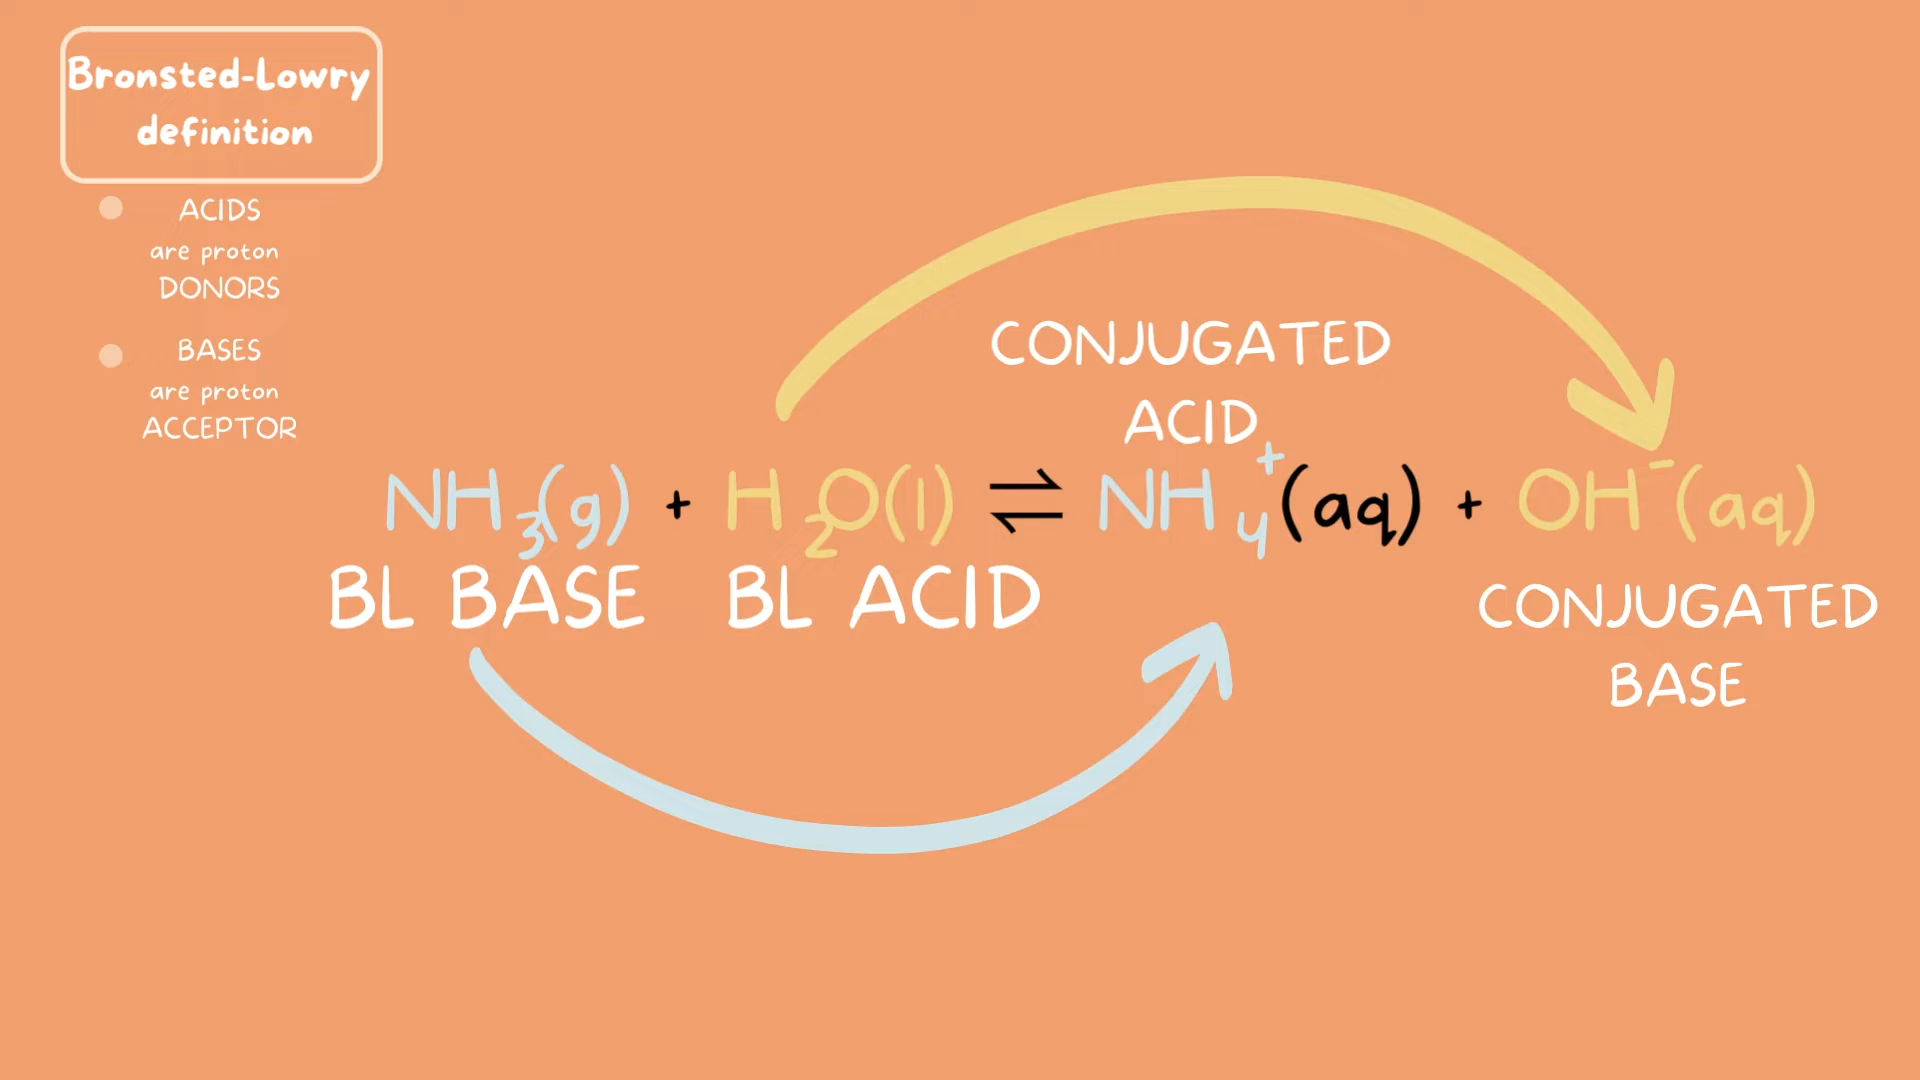 Bronsted-Lowry
definition
ACIDS
are proton
DONORS
BASES
are proton
ACCEPTOR
CONJUGATED
ACID
NH₃(g) + H₂O(l) ⇌ NH₄⁺(aq) + OH⁻(aq)
BL BASE BL ACID
CONJUGATED
BASE